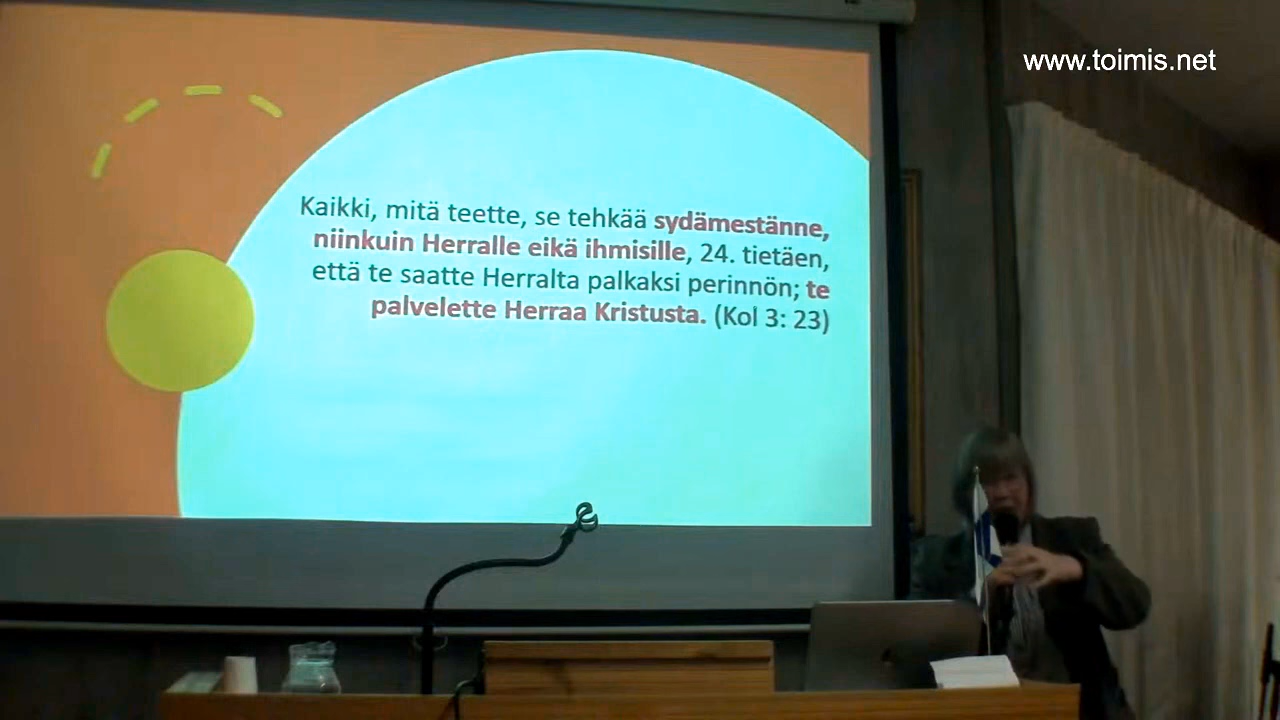 www.toimis.net
Kaikki, mitä teette, se tehkää sydämestänne,
niinkuin Herralle eikä ihmisille, 24. tietäen,
että te saatte Herralta palkaksi perinnön; te
palvelette Herraa Kristusta. (Kol 3: 23)